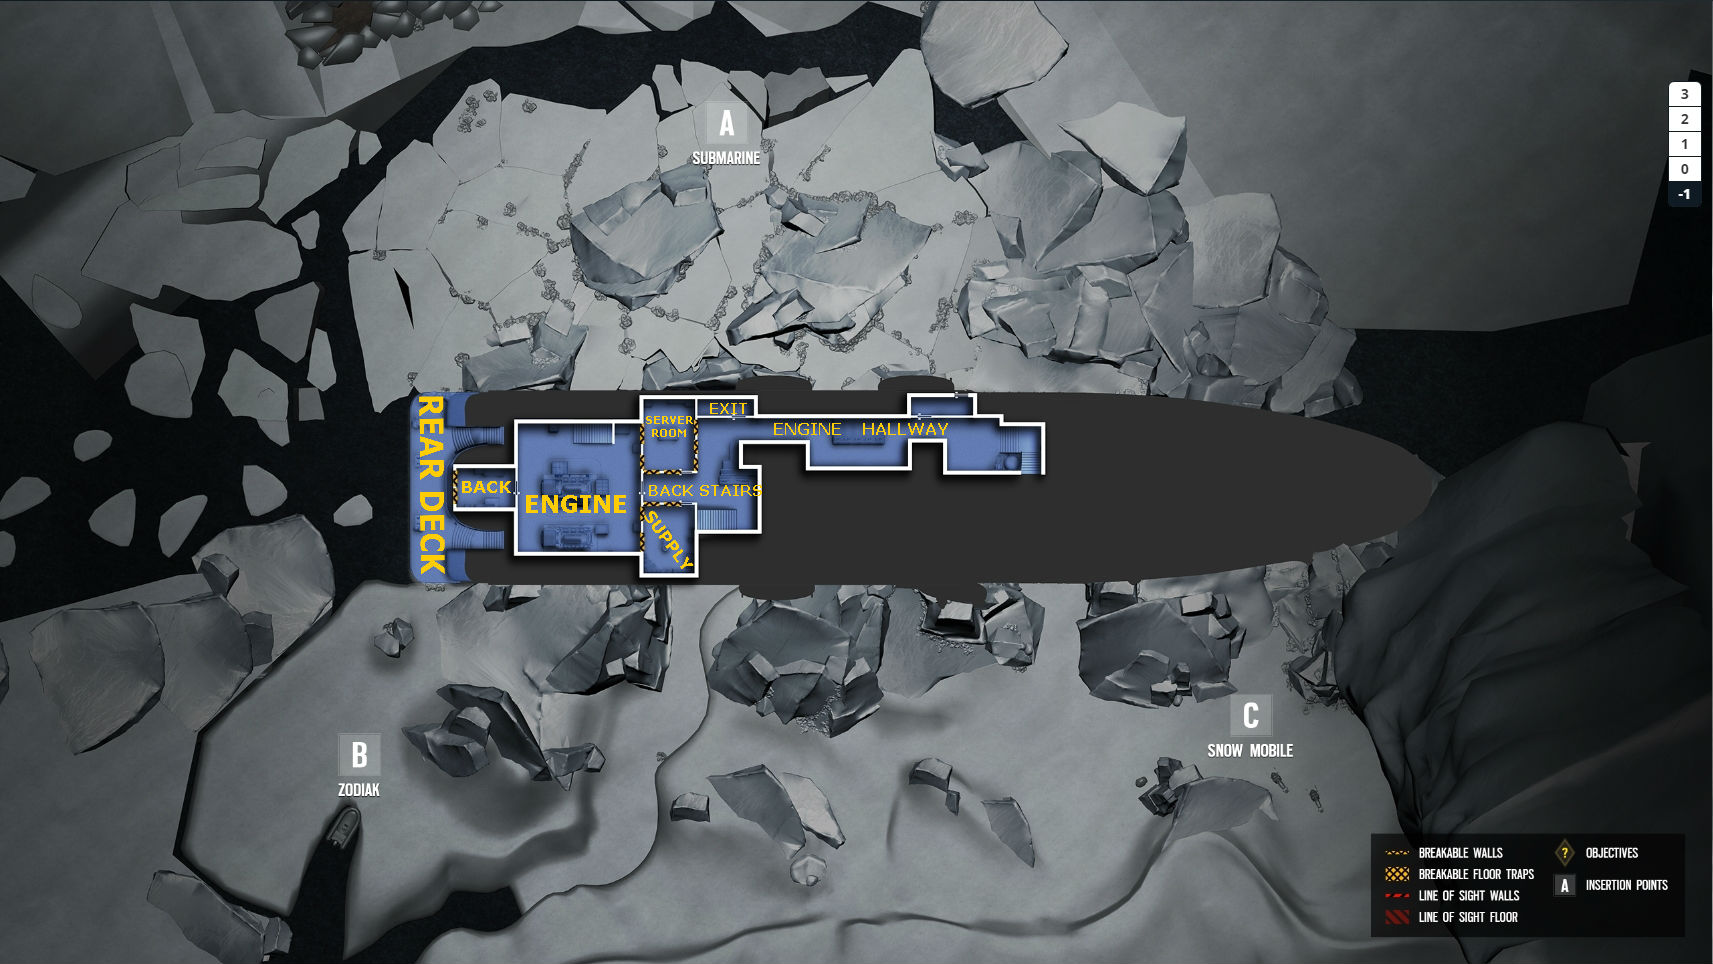 A
SUBMARINE
3
2
1
0
-1
REAR DECK
SERVER
ROOM
EXIT
ENGINE HALLWAY
BACK
ENGINE
BACK STAIRS
SUPPLY
B
ZODIAK
C
SNOW MOBILE
BREAKABLE WALLS
BREAKABLE FLOOR TRAPS
LINE OF SIGHT WALLS
LINE OF SIGHT FLOOR
? OBJECTIVES
A INSERTION POINTS